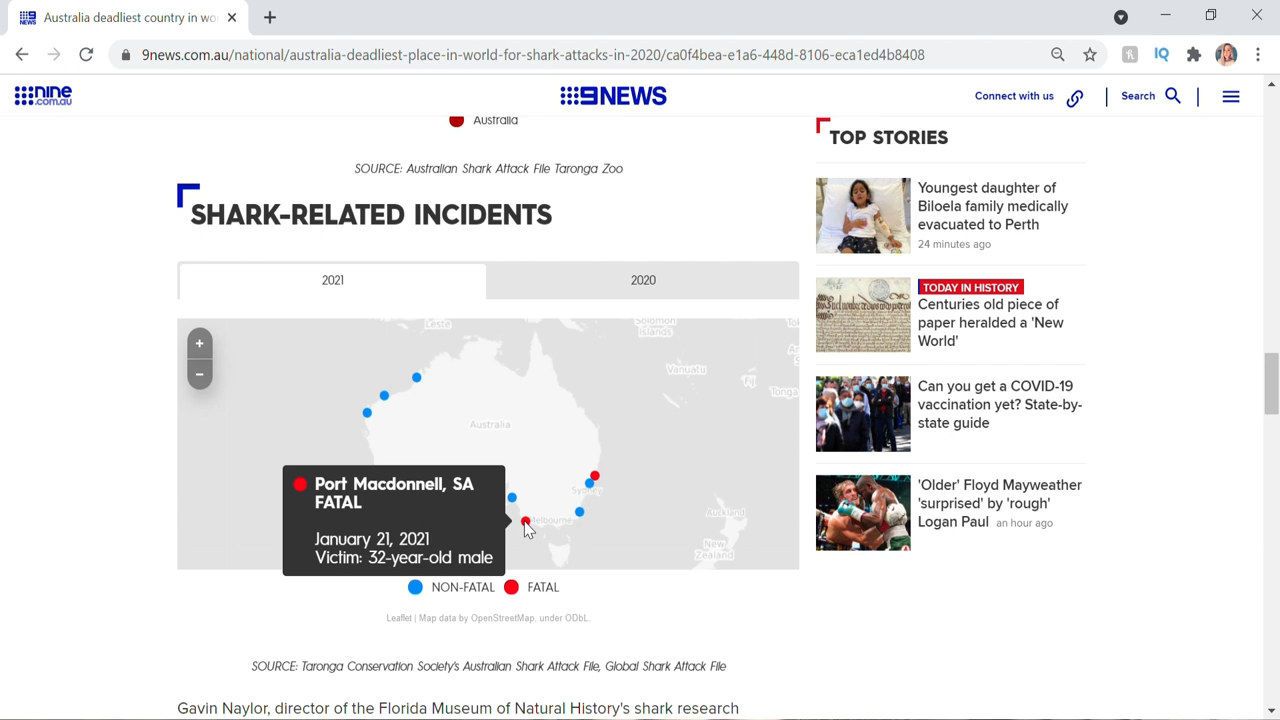 Australia deadliest country in wo
9news.com.au/national/australia-deadliest-place-in-world-for-shark-attacks-in-2020/ca0f4bea-e1a6-448d-8106-eca1ed4b8408
IQ
nine
.com.au
9NEWS
Connect with us
Search
Australia
SOURCE: Australian Shark Attack File Taronga Zoo
SHARK-RELATED INCIDENTS
2021
2020
+
−
Leste
Solomon
Islands
Vanuatu
Fiji
Tonga
Australia
Sydney
Melbourne
Auckland
New
Zealand
Port Macdonnell, SA
FATAL
January 21, 2021
Victim: 32-year-old male
NON-FATAL
FATAL
Leaflet | Map data by OpenStreetMap, under ODbL.
SOURCE: Taronga Conservation Society's Australian Shark Attack File, Global Shark Attack File
Gavin Naylor, director of the Florida Museum of Natural History's shark research
TOP STORIES
Youngest daughter of
Biloela family medically
evacuated to Perth
24 minutes ago
TODAY IN HISTORY
Centuries old piece of
paper heralded a 'New
World'
Can you get a COVID-19
vaccination yet? State-by-
state guide
'Older' Floyd Mayweather
'surprised' by 'rough'
Logan Paul an hour ago